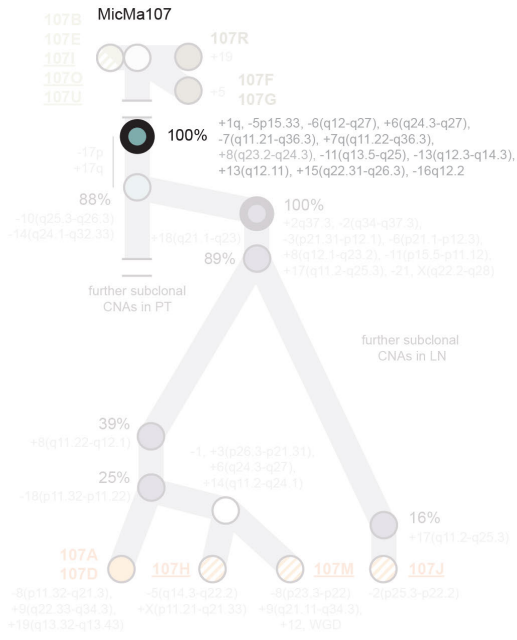 MicMa107
107B
107E
107I
107O
107U
107R
+19
107F
+5
107G
100%
+1q, -5p15.33, -6(q12-q27), +6(q24.3-q27),
-7(q11.21-q36.3), +7q(q11.22-q36.3),
+8(q23.2-q24.3), -11(q13.5-q25), -13(q12.3-q14.3),
+13(q12.11), +15(q22.31-q26.3), -16q12.2
-17p
+17q
88%
-10(q25.3-q26.3)
-14(q24.1-q32.33)
100%
+2q37.3, -2(q34-q37.3),
-3(p21.31-p12.1), -6(p21.1-p12.3),
+8(q12.1-q23.2), -11(p15.5-p11.12),
+17(q11.2-q25.3), -21, X(q22.2-q28)
+18(q21.1-q23)
89%
further subclonal
CNAs in PT
further subclonal
CNAs in LN
39%
+8(q11.22-q12.1)
25%
-18(p11.32-p11.22)
-1, +3(p26.3-p21.31),
+6(q24.3-q27),
+14(q11.2-q24.1)
16%
+17(q11.2-q25.3)
107A
107D
107H
107M
107J
-8(p11.32-q21.3),
+9(q22.33-q34.3),
+19(q13.32-q13.43)
-5(q14.3-q22.2)
+X(p11.21-q21.33)
-8(p23.3-p22)
+9(q21.11-q34.3),
+12, WGD
-2(p25.3-p22.2)